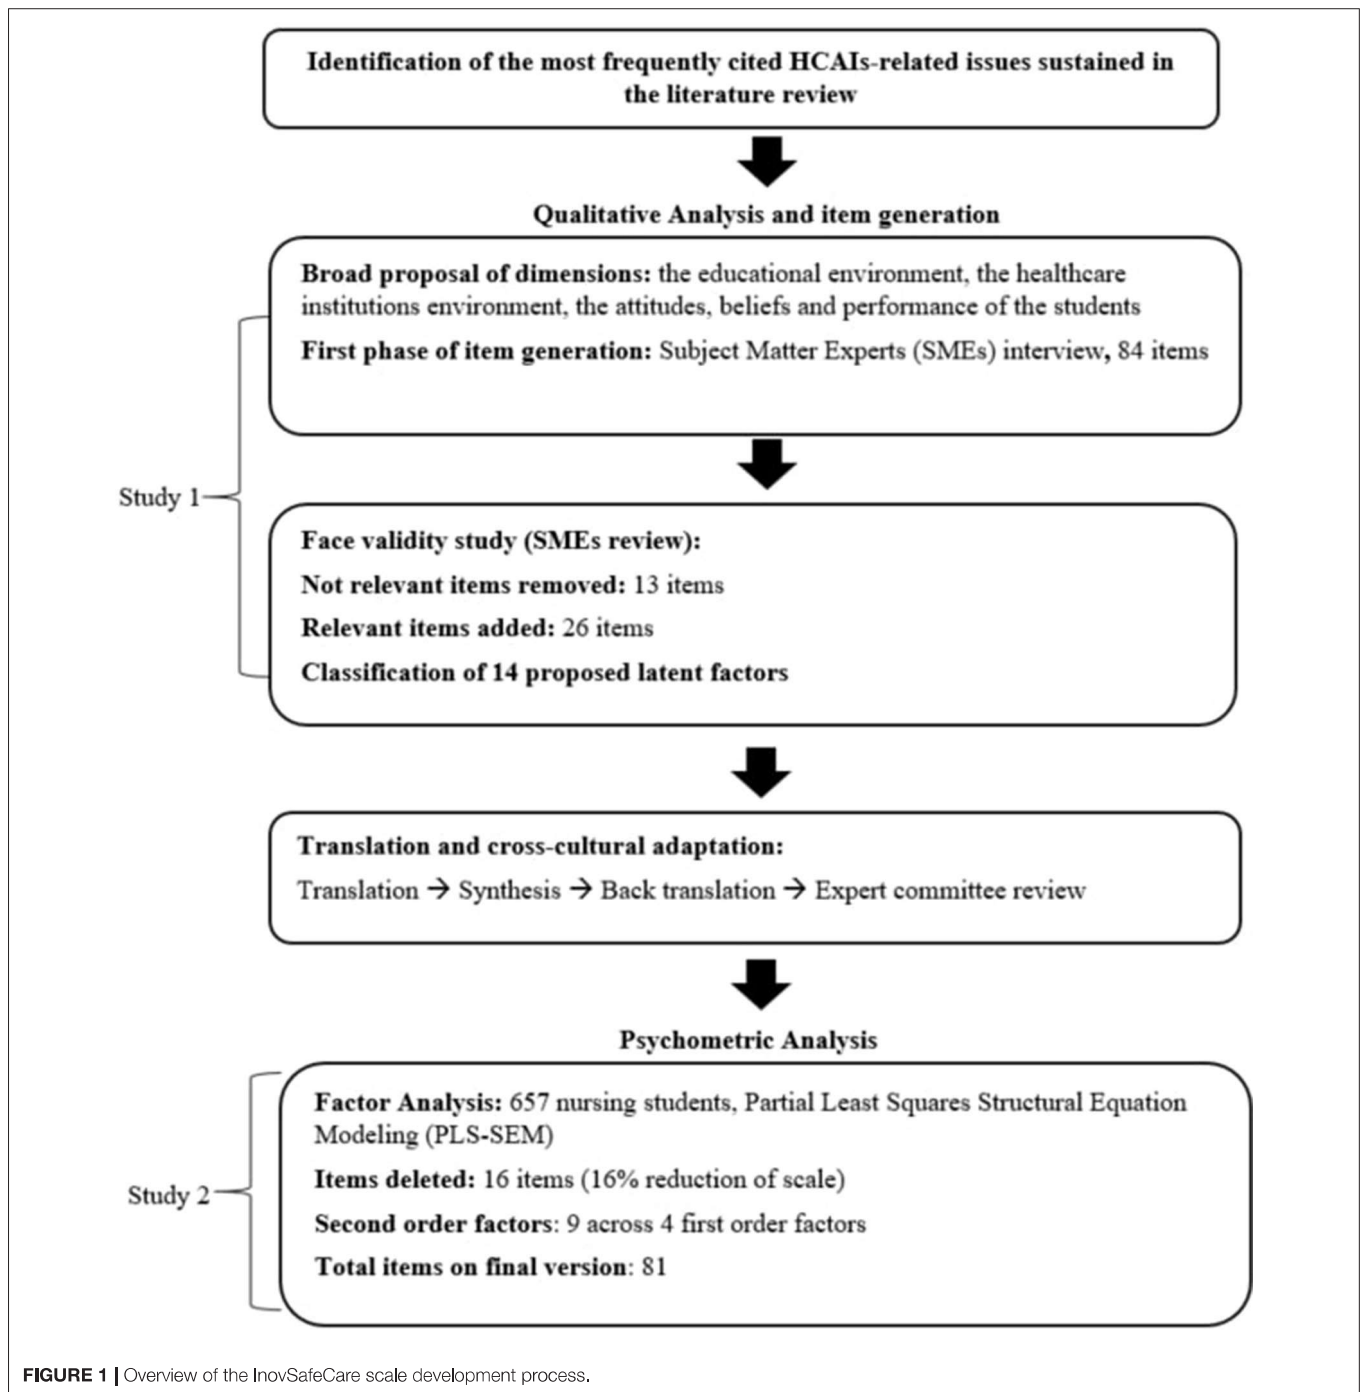 Identification of the most frequently cited HCAIs-related issues sustained in
the literature review
Qualitative Analysis and item generation
Broad proposal of dimensions: the educational environment, the healthcare
institutions environment, the attitudes, beliefs and performance of the students
First phase of item generation: Subject Matter Experts (SMEs) interview, 84 items
Study 1
Face validity study (SMEs review):
Not relevant items removed: 13 items
Relevant items added: 26 items
Classification of 14 proposed latent factors
Translation and cross-cultural adaptation:
Translation → Synthesis → Back translation → Expert committee review
Psychometric Analysis
Factor Analysis: 657 nursing students, Partial Least Squares Structural Equation
Modeling (PLS-SEM)
Items deleted: 16 items (16% reduction of scale)
Study 2
Second order factors: 9 across 4 first order factors
Total items on final version: 81
FIGURE 1 | Overview of the InovSafeCare scale development process.